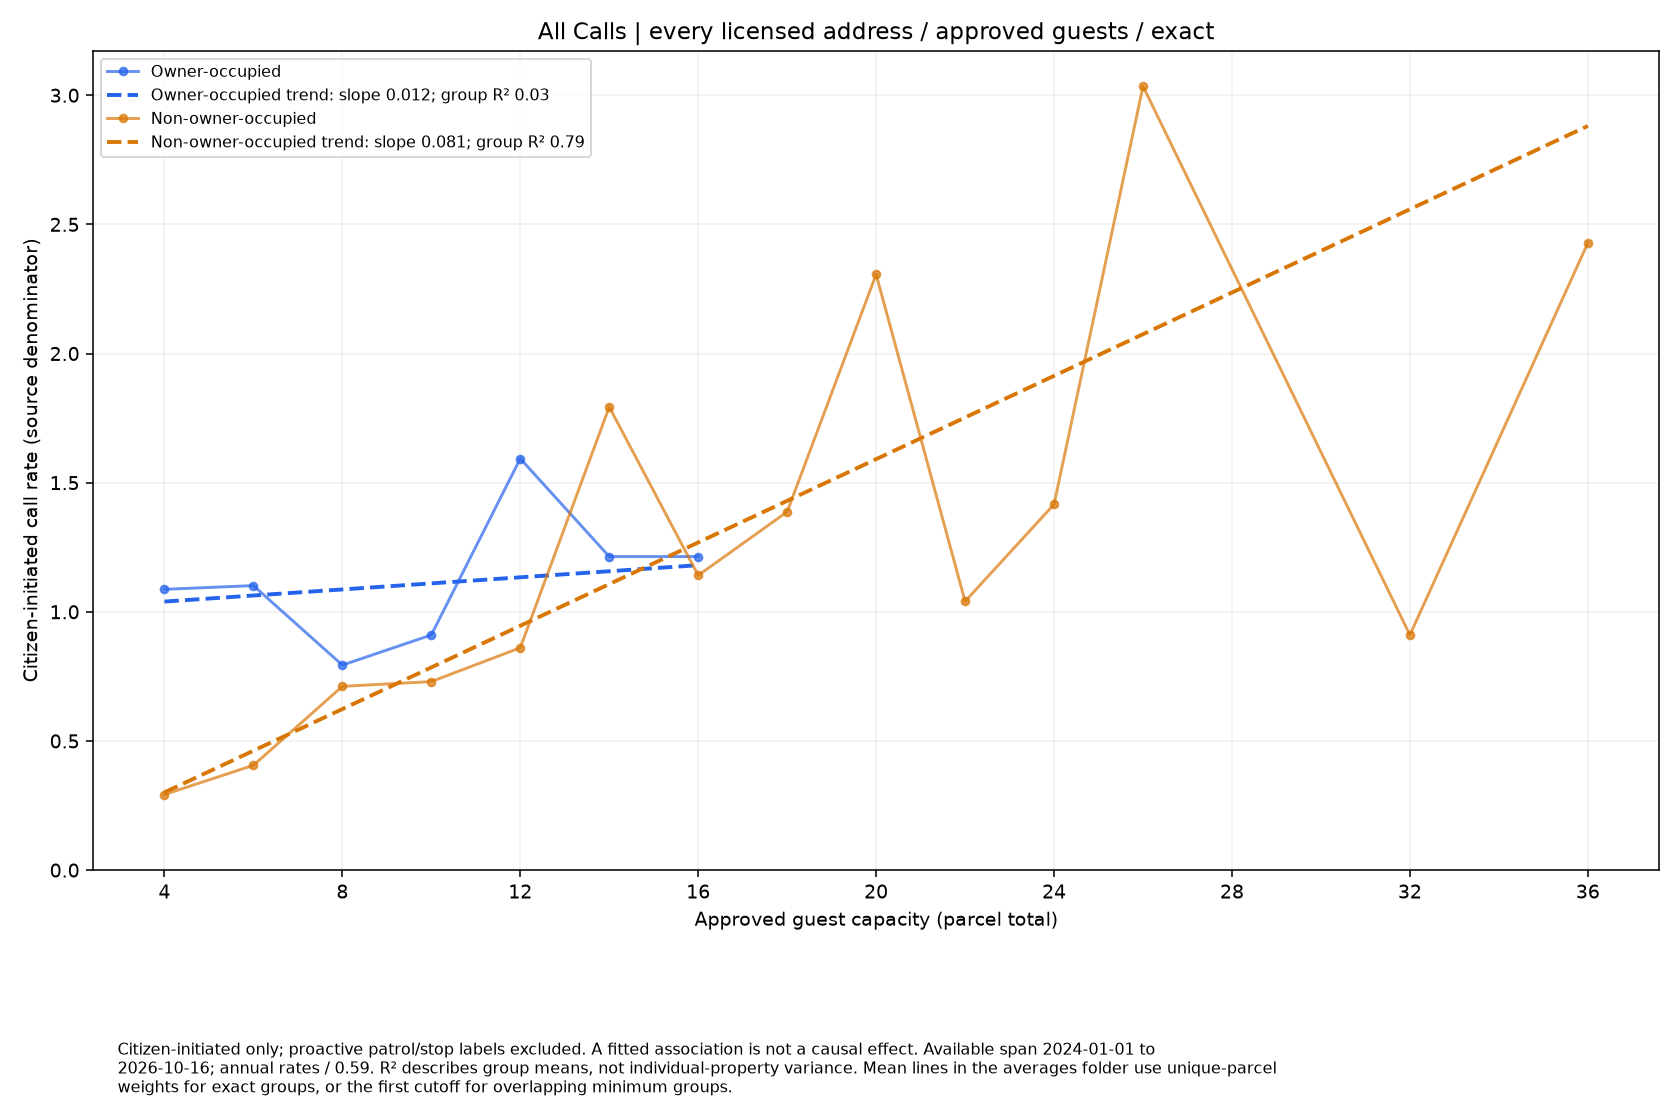 All Calls | every licensed address / approved guests / exact
Owner-occupied
Owner-occupied trend: slope 0.012; group R² 0.03
Non-owner-occupied
Non-owner-occupied trend: slope 0.081; group R² 0.79
Citizen-initiated call rate (source denominator)
3.0
2.5
2.0
1.5
1.0
0.5
0.0
4 8 12 16 20 24 28 32 36
Approved guest capacity (parcel total)
Citizen-initiated only; proactive patrol/stop labels excluded. A fitted association is not a causal effect. Available span 2024-01-01 to
2026-10-16; annual rates / 0.59. R² describes group means, not individual-property variance. Mean lines in the averages folder use unique-parcel
weights for exact groups, or the first cutoff for overlapping minimum groups.